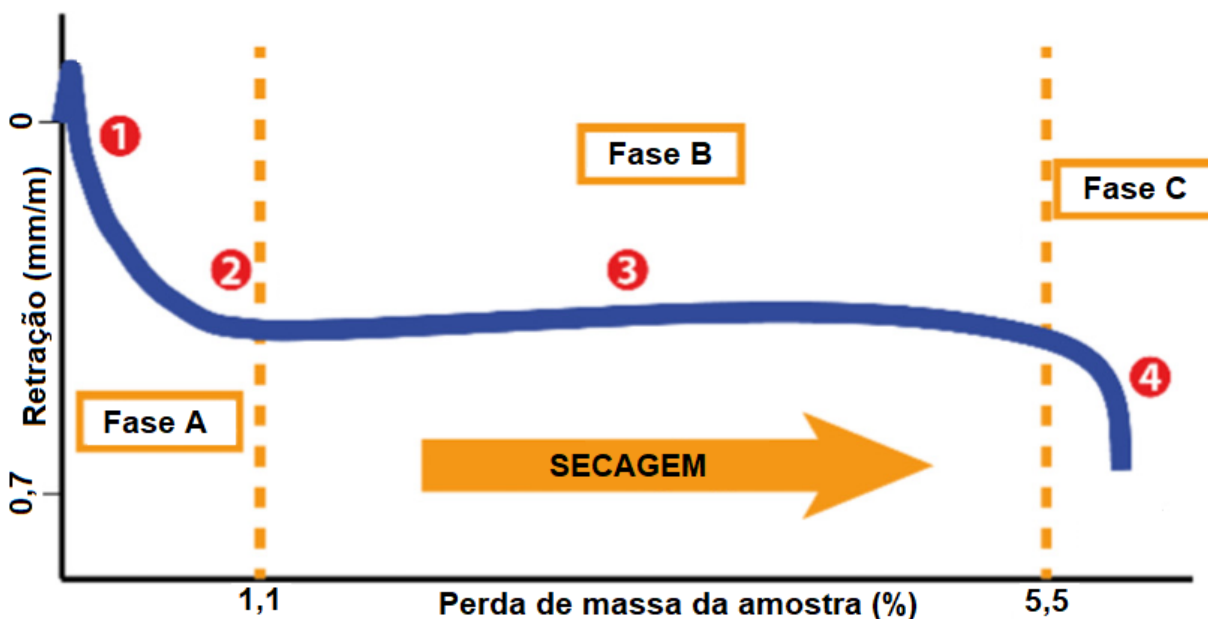 0
Retração (mm/m)
0,7
1
2
3
4
Fase A
Fase B
Fase C
SECAGEM
1,1
Perda de massa da amostra (%)
5,5